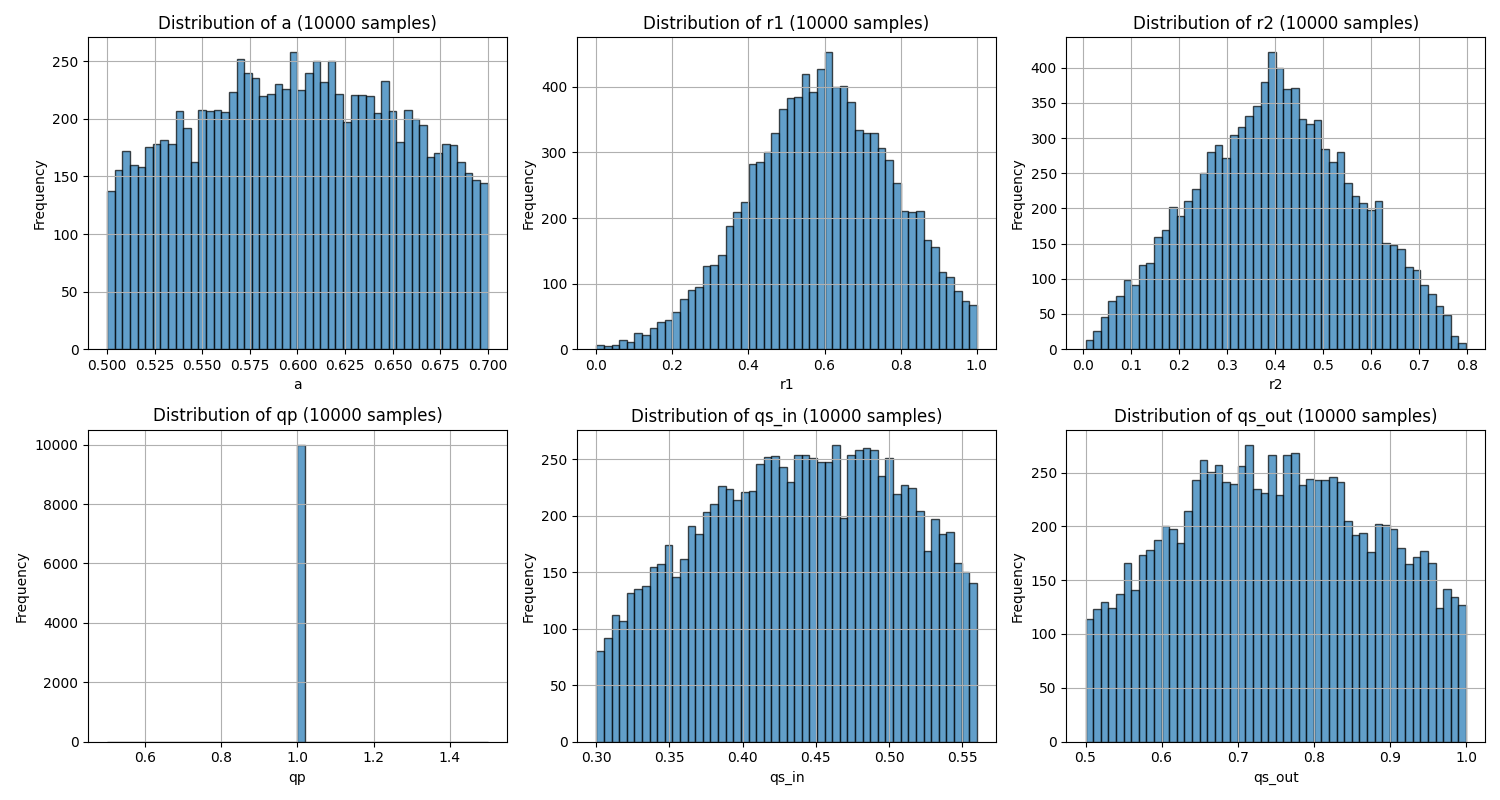 Distribution of a (10000 samples)
Frequency
250
200
150
100
50
0
0.500 0.525 0.550 0.575 0.600 0.625 0.650 0.675 0.700
a
Distribution of r1 (10000 samples)
Frequency
400
300
200
100
0
0.0 0.2 0.4 0.6 0.8 1.0
r1
Distribution of r2 (10000 samples)
Frequency
400
350
300
250
200
150
100
50
0
0.0 0.1 0.2 0.3 0.4 0.5 0.6 0.7 0.8
r2
Distribution of qp (10000 samples)
Frequency
10000
8000
6000
4000
2000
0
0.6 0.8 1.0 1.2 1.4
qp
Distribution of qs_in (10000 samples)
Frequency
250
200
150
100
50
0
0.30 0.35 0.40 0.45 0.50 0.55
qs_in
Distribution of qs_out (10000 samples)
Frequency
250
200
150
100
50
0
0.5 0.6 0.7 0.8 0.9 1.0
qs_out